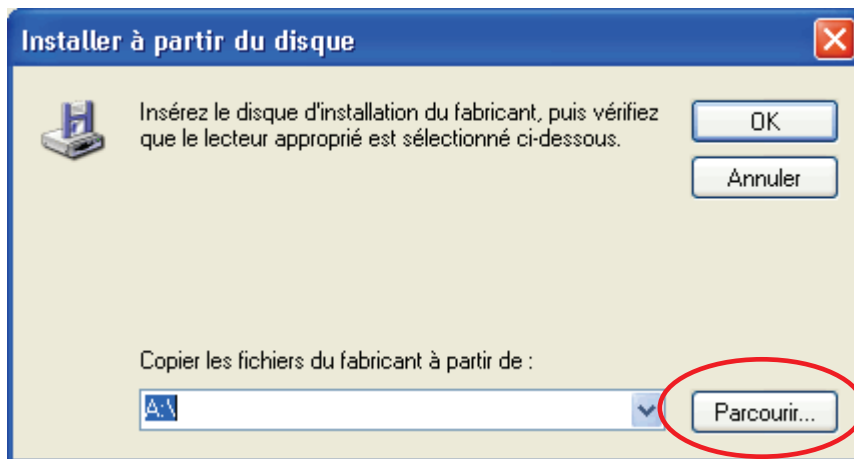 Installer à partir du disque
Insérez le disque d'installation du fabricant, puis vérifiez
que le lecteur approprié est sélectionné ci-dessous.
OK
Annuler
Copier les fichiers du fabricant à partir de :
A:\
Parcourir...